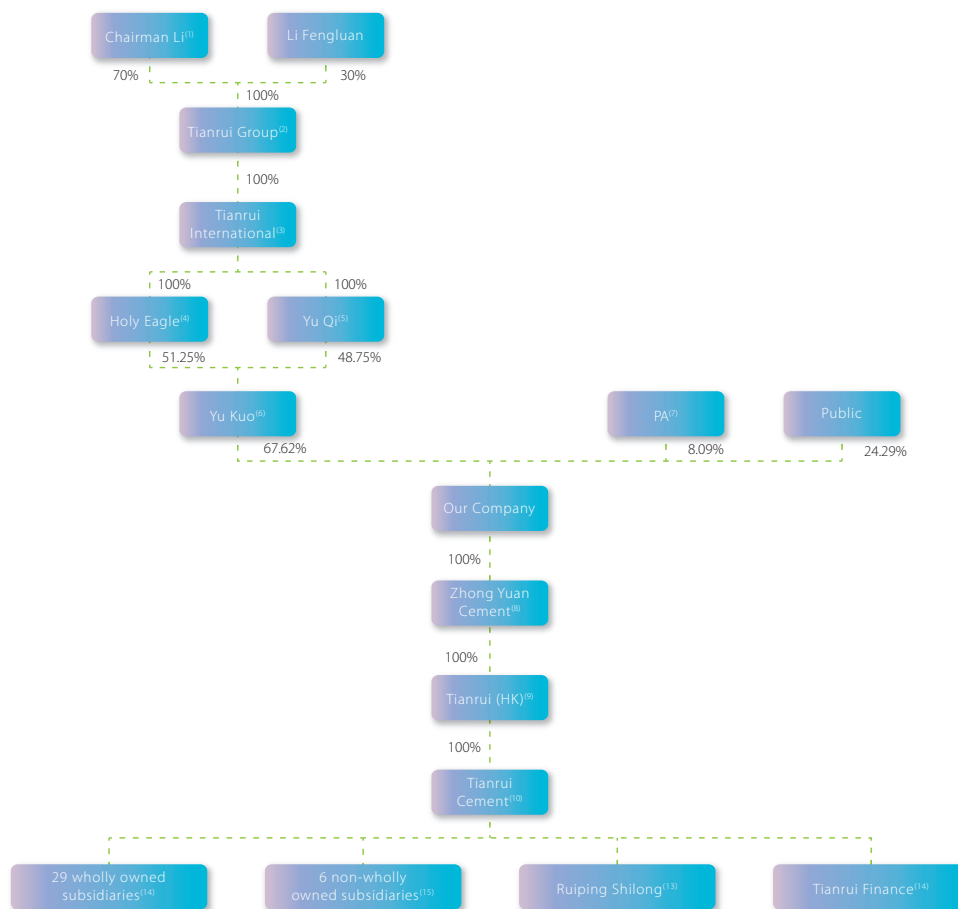 Chairman Li(1)
Li Fengluan
70%
30%
100%
Tianrui Group(2)
100%
Tianrui
International(3)
100%
100%
Holy Eagle(4)
Yu Qi(5)
51.25%
48.75%
Yu Kuo(6)
PA(7)
Public
67.62%
8.09%
24.29%
Our Company
100%
Zhong Yuan
Cement(8)
100%
Tianrui (HK)(9)
100%
Tianrui
Cement(10)
29 wholly owned
subsidiaries(14)
6 non-wholly
owned subsidiaries(15)
Ruiping Shilong(13)
Tianrui Finance(14)